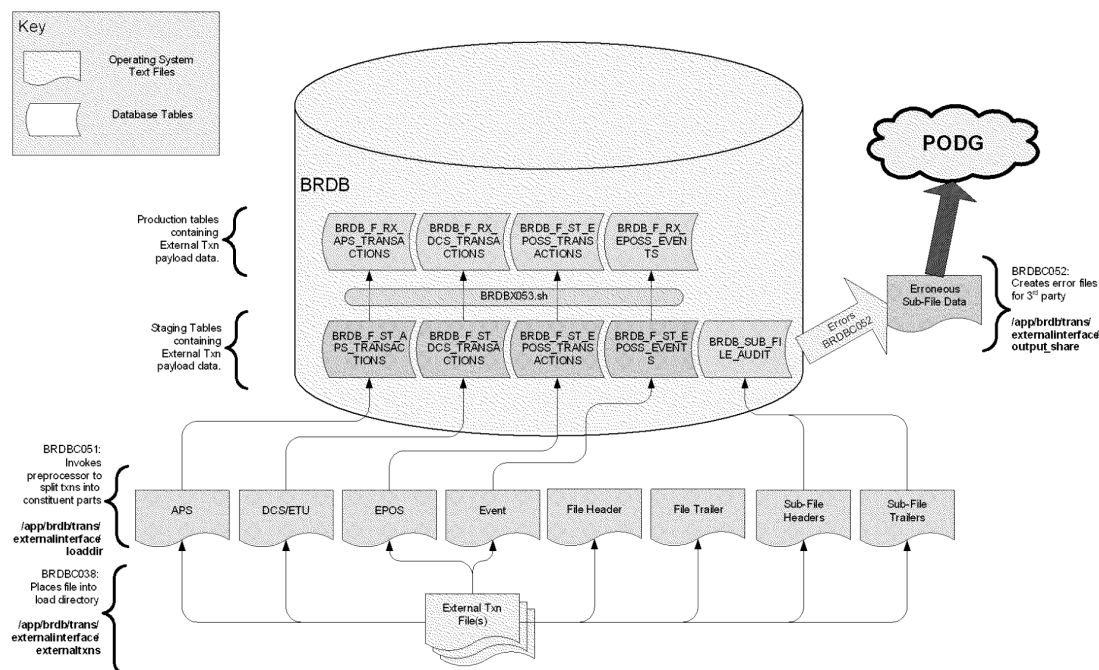 Key
Operating System
Text Files
Database Tables
BRDB
PODG
Production tables
containing
External Txn
payload data.
BRDB_F_RX_
APS_TRANSA
CTIONS
BRDB_F_RX_
DCS_TRANSA
CTIONS
BRDB_F_ST_E
POSS_TRANS
ACTIONS
BRDB_F_RX_
EPOSS_EVEN
TS
BRDBX053.sh
Staging Tables
containing
External Txn
payload data.
BRDB_F_ST_A
PS_TRANSAC
TIONS
BRDB_F_ST_
DCS_TRANSA
CTIONS
BRDB_F_ST_E
POSS_TRANS
ACTIONS
BRDB_F_ST_E
POSS_EVENT
S
BRDB_SUB_FI
LE_AUDIT
Errors
BRDBC052
Erroneous
Sub-File Data
BRDBC052:
Creates error files
for 3rd party
/app/brdb/trans/
externalinterface/
output_share
BRDBC051:
Invokes
preprocessor to
split txns into
constituent parts
/app/brdb/trans/
externalinterface/
loaddir
APS
DCS/ETU
EPOS
Event
File Header
File Trailer
Sub-File
Headers
Sub-File
Trailers
BRDBC038:
Places file into
load directory
/app/brdb/trans/
externalinterface/
externaltxns
External Txn
File(s)